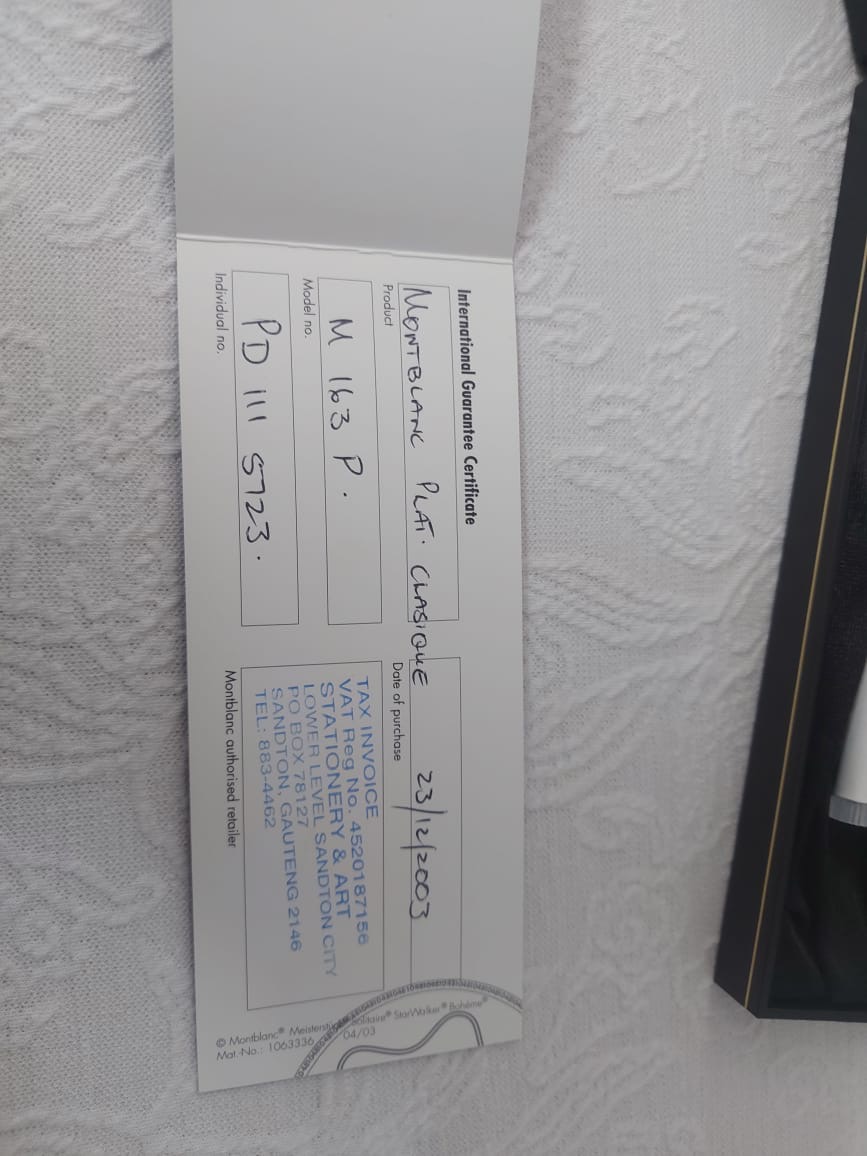 International Guarantee Certificate
MONTBLANC PLAT. CLASIQUE
Product
23/12/2003
Date of purchase
M 163 P.
Model no.
PD 111 5723.
Individual no.
TAX INVOICE
VAT Reg No. 4520187156
STATIONERY & ART
LOWER LEVEL SANDTON CITY
PO BOX 78127
SANDTON, GAUTENG 2146
TEL: 883-4462
Montblanc authorised retailer
© Montblanc® Meisterstück® Solitaire® StarWalker® Bohème®
Mat.-No.: 1063336 04/03